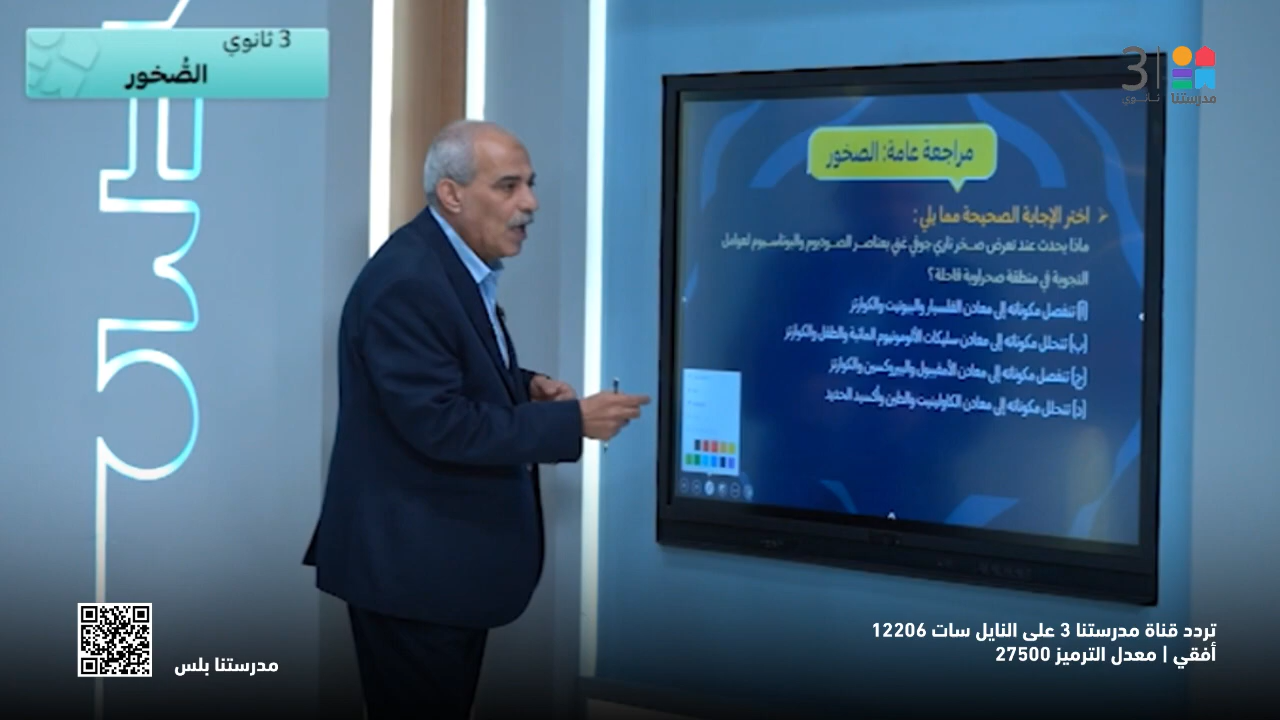 3 ثانوي
الصُّخور
3 ثانوي
مدرستنا
مراجعة عامة: الصخور
اختر الإجابة الصحيحة مما يلي :
ماذا يحدث عند تعرض صخر ناري جوفي غني بعناصر الصوديوم والبوتاسيوم لعوامل
التجوية في منطقة صحراوية قاحلة؟
[أ] تنفصل مكوناته إلى معادن الفلسبار والبيوتيت والكوارتز
[ب] تتحلل مكوناته إلى معادن سليكات الألومونيوم المائية والطفل والكوارتز
[ج] تنفصل مكوناته إلى معادن الأمفيبول والبيروكسين والكوارتز
[د] تتحلل مكوناته إلى معادن الكاولينيت والطين وأكسيد الحديد
تردد قناة مدرستنا 3 على النايل سات 12206
أفقي | معدل الترميز 27500
مدرستنا بلس